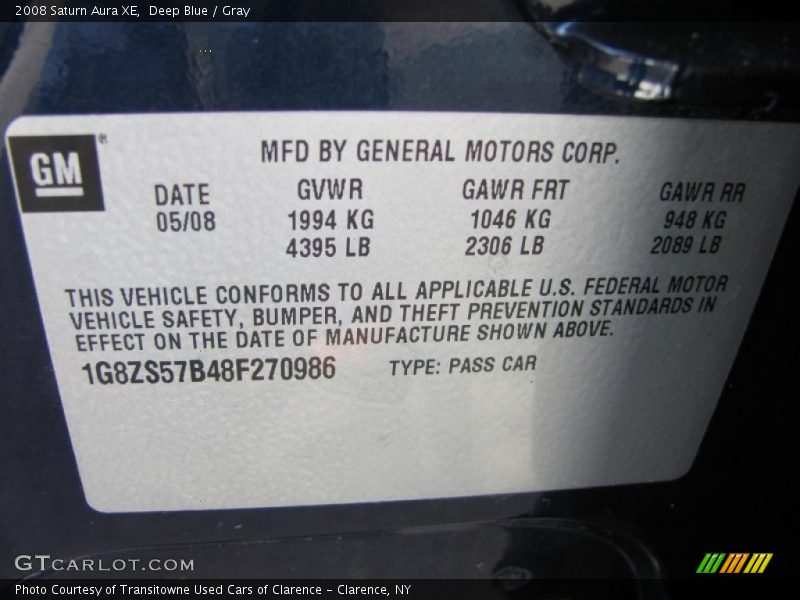 2008 Saturn Aura XE,  Deep Blue / Gray
GM
MFD BY GENERAL MOTORS CORP.
DATE GVWR GAWR FRT GAWR RR
05/08 1994 KG 1046 KG 948 KG
4395 LB 2306 LB 2089 LB
THIS VEHICLE CONFORMS TO ALL APPLICABLE U.S. FEDERAL MOTOR
VEHICLE SAFETY, BUMPER, AND THEFT PREVENTION STANDARDS IN
EFFECT ON THE DATE OF MANUFACTURE SHOWN ABOVE.
1G8ZS57B48F270986 TYPE: PASS CAR
GTCARLOT.COM
Photo Courtesy of Transitowne Used Cars of Clarence - Clarence, NY